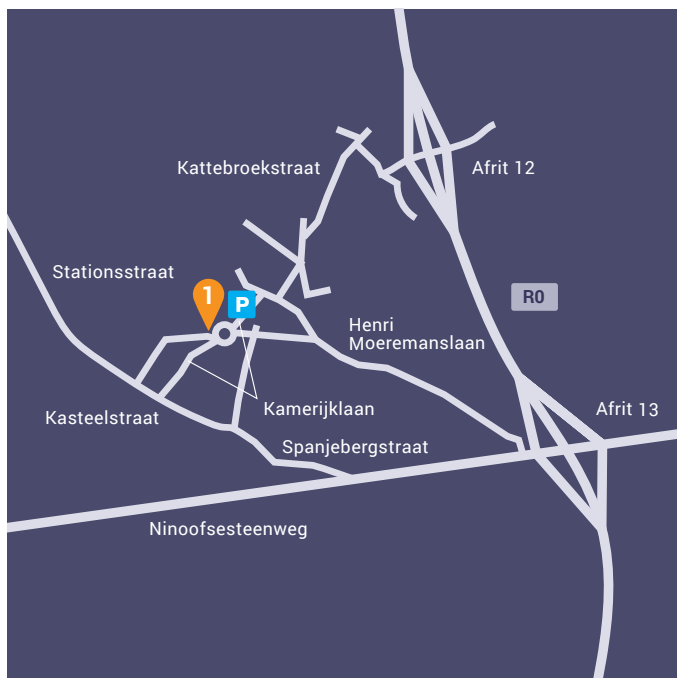 Kattebroekstraat
Afrit 12
Stationsstraat
1
P
R0
Henri
Moeremanslaan
Kamerijklaan
Afrit 13
Kasteelstraat
Spanjebergstraat
Ninoofsesteenweg